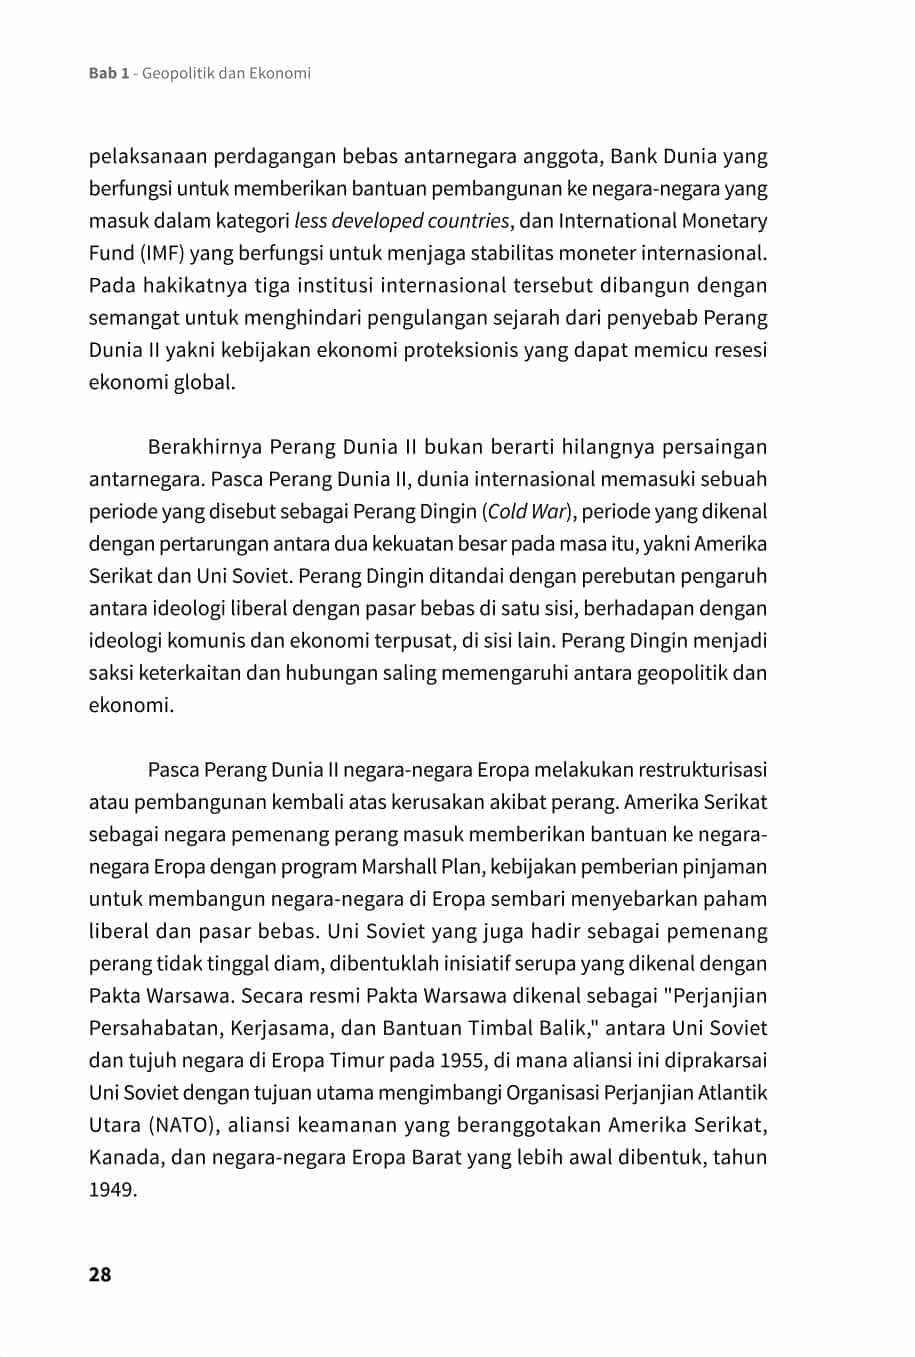 Bab 1 - Geopolitik dan Ekonomi
pelaksanaan perdagangan bebas antarnegara anggota, Bank Dunia yang
berfungsi untuk memberikan bantuan pembangunan ke negara-negara yang
masuk dalam kategori less developed countries, dan International Monetary
Fund (IMF) yang berfungsi untuk menjaga stabilitas moneter internasional.
Pada hakikatnya tiga institusi internasional tersebut dibangun dengan
semangat untuk menghindari pengulangan sejarah dari penyebab Perang
Dunia II yakni kebijakan ekonomi proteksionis yang dapat memicu resesi
ekonomi global.
Berakhirnya Perang Dunia II bukan berarti hilangnya persaingan
antarnegara. Pasca Perang Dunia II, dunia internasional memasuki sebuah
periode yang disebut sebagai Perang Dingin (Cold War), periode yang dikenal
dengan pertarungan antara dua kekuatan besar pada masa itu, yakni Amerika
Serikat dan Uni Soviet. Perang Dingin ditandai dengan perebutan pengaruh
antara ideologi liberal dengan pasar bebas di satu sisi, berhadapan dengan
ideologi komunis dan ekonomi terpusat, di sisi lain. Perang Dingin menjadi
saksi keterkaitan dan hubungan saling memengaruhi antara geopolitik dan
ekonomi.
Pasca Perang Dunia II negara-negara Eropa melakukan restrukturisasi
atau pembangunan kembali atas kerusakan akibat perang. Amerika Serikat
sebagai negara pemenang perang masuk memberikan bantuan ke negara-
negara Eropa dengan program Marshall Plan, kebijakan pemberian pinjaman
untuk membangun negara-negara di Eropa sembari menyebarkan paham
liberal dan pasar bebas. Uni Soviet yang juga hadir sebagai pemenang
perang tidak tinggal diam, dibentuklah inisiatif serupa yang dikenal dengan
Pakta Warsawa. Secara resmi Pakta Warsawa dikenal sebagai "Perjanjian
Persahabatan, Kerjasama, dan Bantuan Timbal Balik," antara Uni Soviet
dan tujuh negara di Eropa Timur pada 1955, di mana aliansi ini diprakarsai
Uni Soviet dengan tujuan utama mengimbangi Organisasi Perjanjian Atlantik
Utara (NATO), aliansi keamanan yang beranggotakan Amerika Serikat,
Kanada, dan negara-negara Eropa Barat yang lebih awal dibentuk, tahun
1949.
28